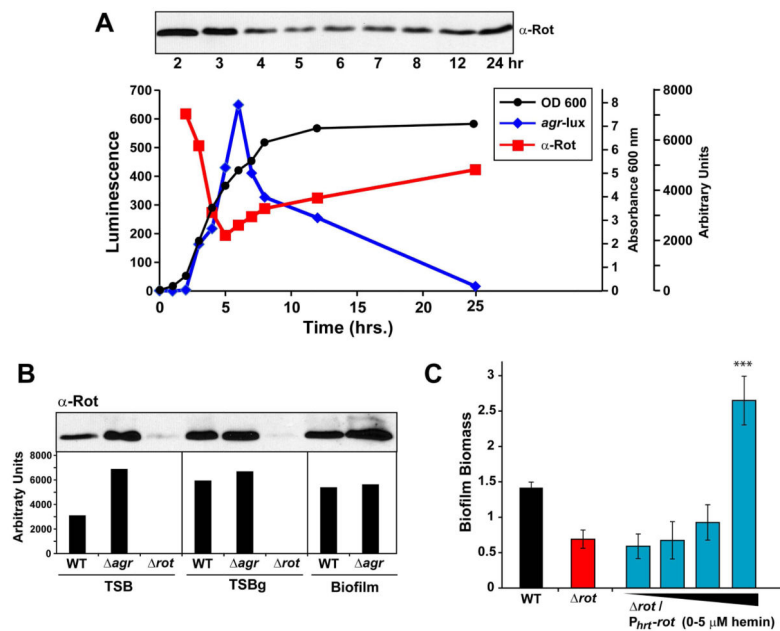 A
α-Rot
2 3 4 5 6 7 8 12 24 hr
700
600
500
400
300
200
100
0
Luminescence
0 5 10 15 20 25
Time (hrs.)
OD 600
agr-lux
α-Rot
8
7
6
5
4
3
2
1
0
Absorbance 600 nm
8000
6000
4000
2000
0
Arbitrary Units
B
α-Rot
8000
6000
4000
2000
0
Arbitraty Units
WT Δagr Δrot WT Δagr Δrot WT Δagr
TSB TSBg Biofilm
C
***
3
2.5
2
1.5
1
0.5
0
Biofilm Biomass
WT Δrot Δrot /
Phrt-rot (0-5 μM hemin)